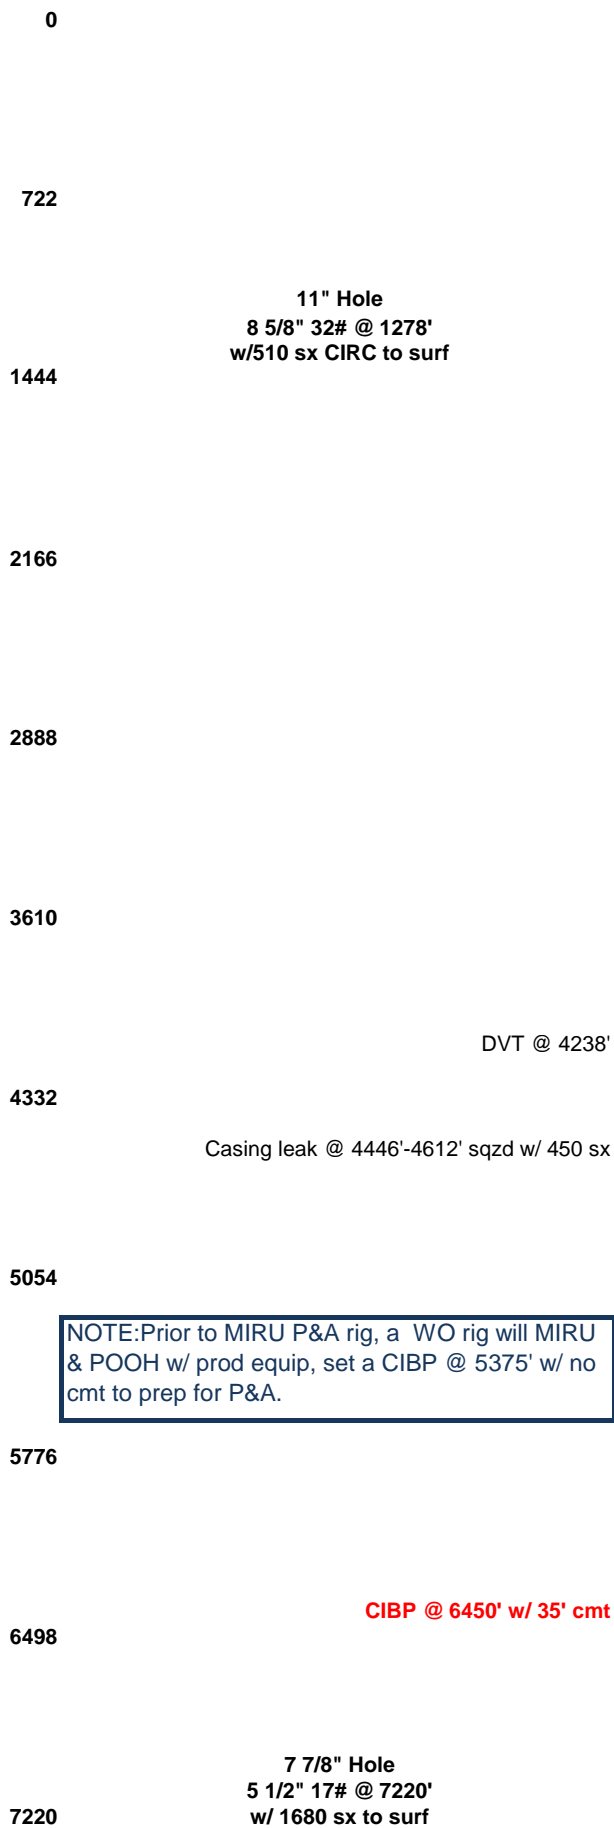 0
722
11" Hole
8 5/8" 32# @ 1278'
w/510 sx CIRC to surf
1444
2166
2888
3610
DVT @ 4238'
4332
Casing leak @ 4446'-4612' sqzd w/ 450 sx
5054
NOTE:Prior to MIRU P&A rig, a  WO rig will MIRU
& POOH w/ prod equip, set a CIBP @ 5375' w/ no
cmt to prep for P&A.
5776
CIBP @ 6450' w/ 35' cmt
6498
7 7/8" Hole
5 1/2" 17# @ 7220'
w/ 1680 sx to surf
7220